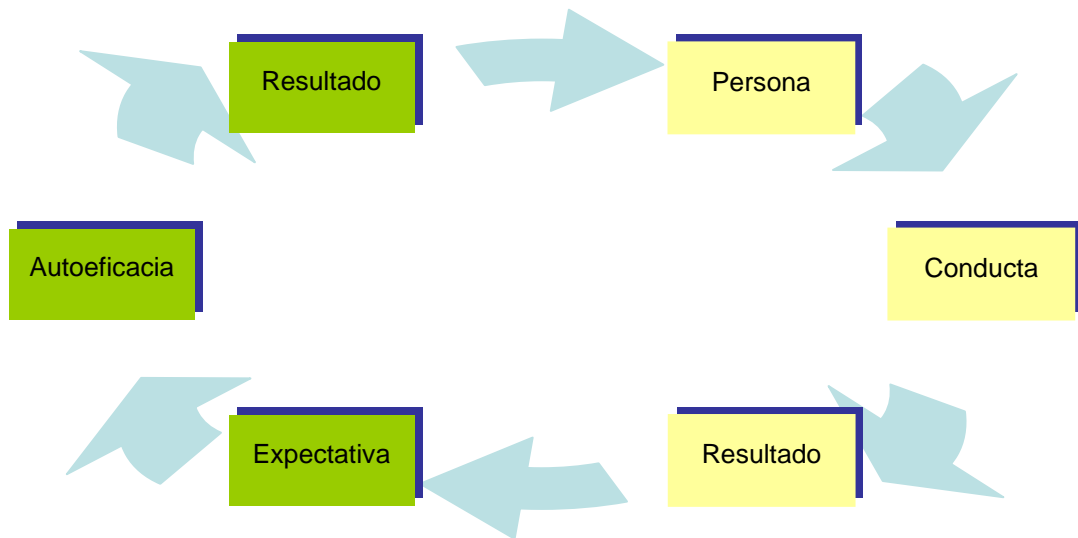 Resultado
Persona
Autoeficacia
Conducta
Expectativa
Resultado